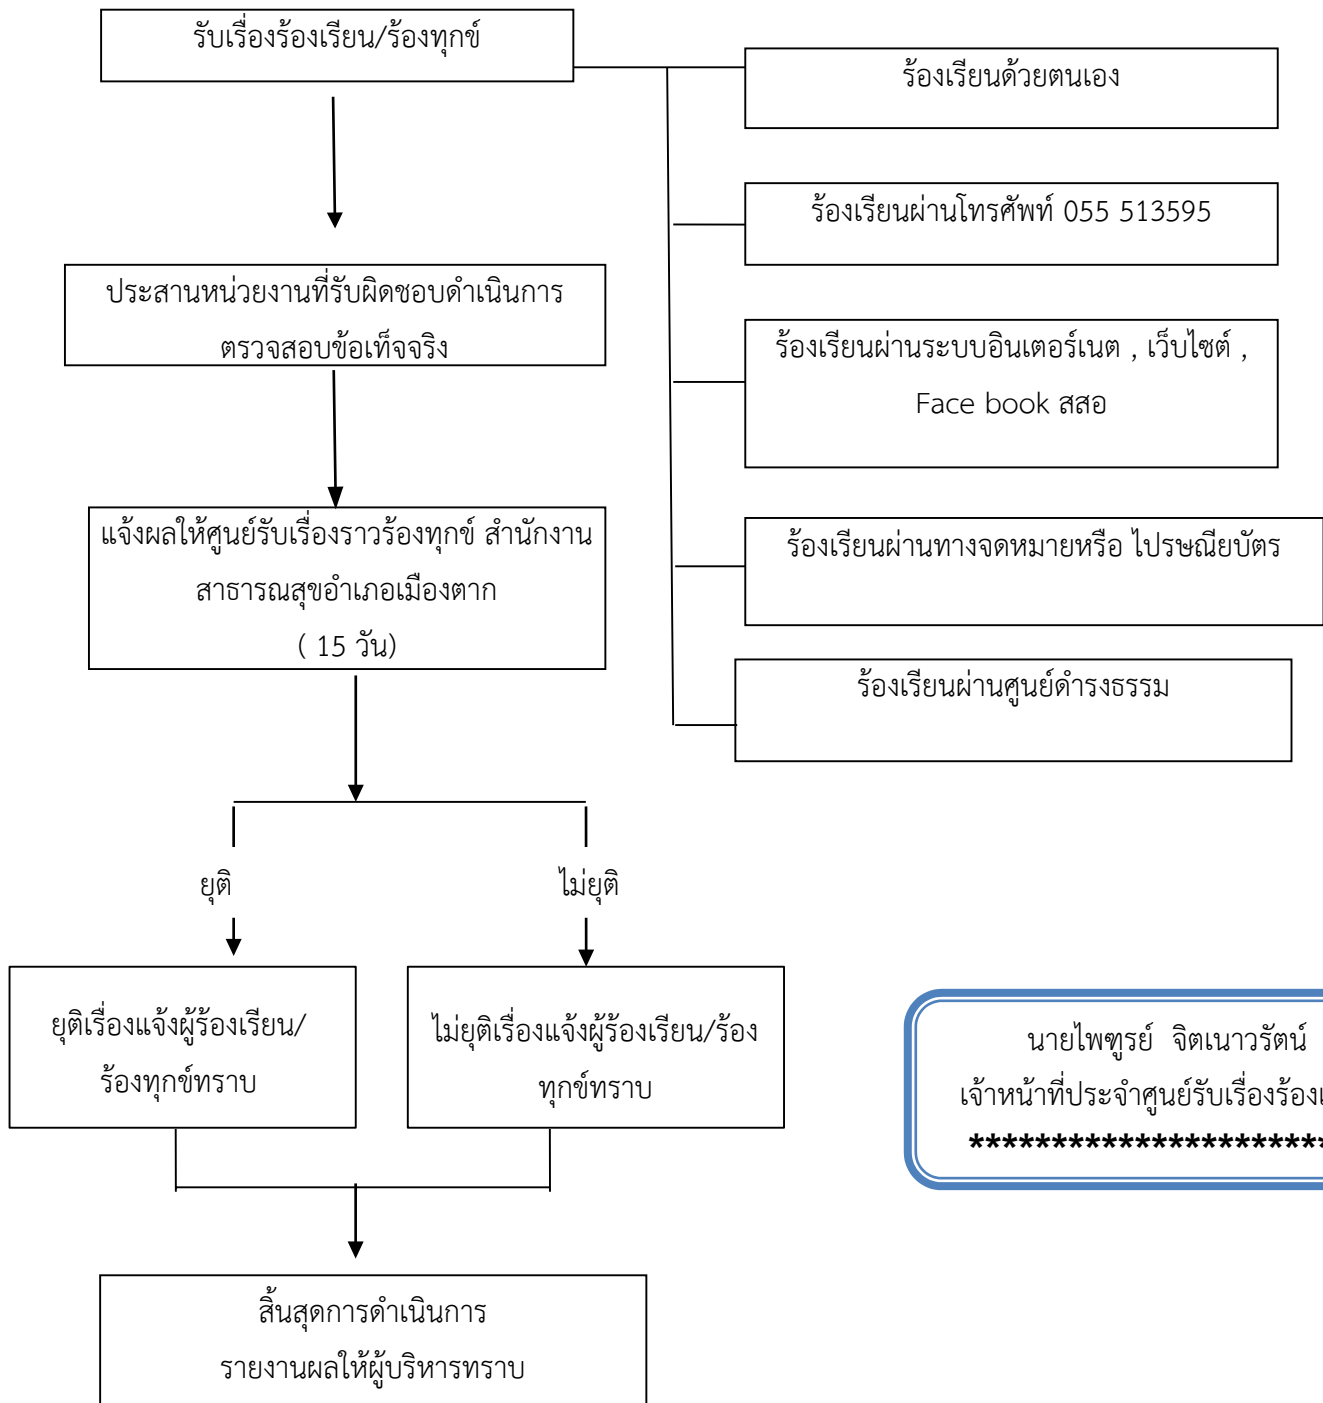 รับเรื่องร้องเรียน/ร้องทุกข์
ร้องเรียนด้วยตนเอง
ร้องเรียนผ่านโทรศัพท์ 055 513595
ประสานหน่วยงานที่รับผิดชอบดำเนินการ
ตรวจสอบข้อเท็จจริง
ร้องเรียนผ่านระบบอินเตอร์เนต , เว็บไซต์ ,
Face book สสอ
แจ้งผลให้ศูนย์รับเรื่องราวร้องทุกข์ สำนักงาน
สาธารณสุขอำเภอเมืองตาก
( 15 วัน)
ร้องเรียนผ่านทางจดหมายหรือ ไปรษณียบัตร
ร้องเรียนผ่านศูนย์ดำรงธรรม
ยุติ
ไม่ยุติ
ยุติเรื่องแจ้งผู้ร้องเรียน/
ร้องทุกข์ทราบ
ไม่ยุติเรื่องแจ้งผู้ร้องเรียน/ร้อง
ทุกข์ทราบ
นายไพฑูรย์ จิตเนาวรัตน์
เจ้าหน้าที่ประจำศูนย์รับเรื่องร้อง
**********************
สิ้นสุดการดำเนินการ
รายงานผลให้ผู้บริหารทราบ